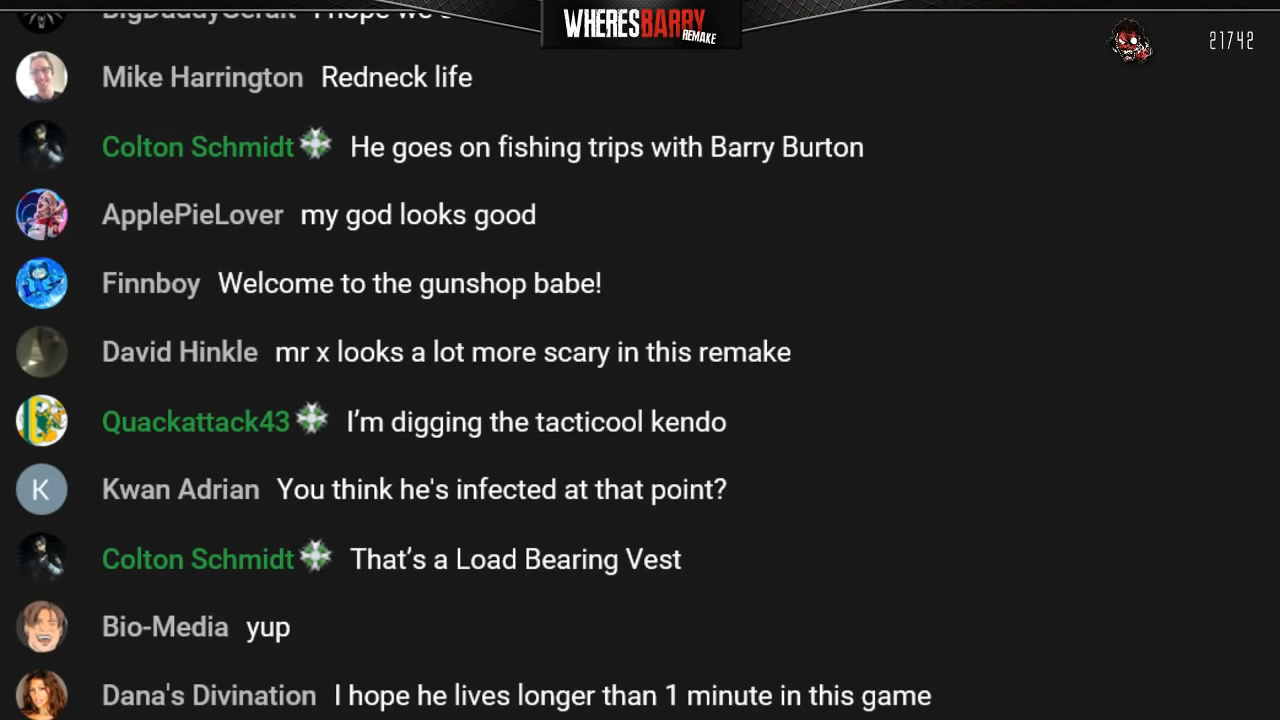 I hope we
WHERESBARRY
REMAKE
21742
Mike Harrington Redneck life
Colton Schmidt He goes on fishing trips with Barry Burton
ApplePieLover my god looks good
Finnboy Welcome to the gunshop babe!
David Hinkle mr x looks a lot more scary in this remake
Quackattack43 I’m digging the tacticool kendo
K
Kwan Adrian You think he's infected at that point?
Colton Schmidt That’s a Load Bearing Vest
Bio-Media yup
Dana's Divination I hope he lives longer than 1 minute in this game